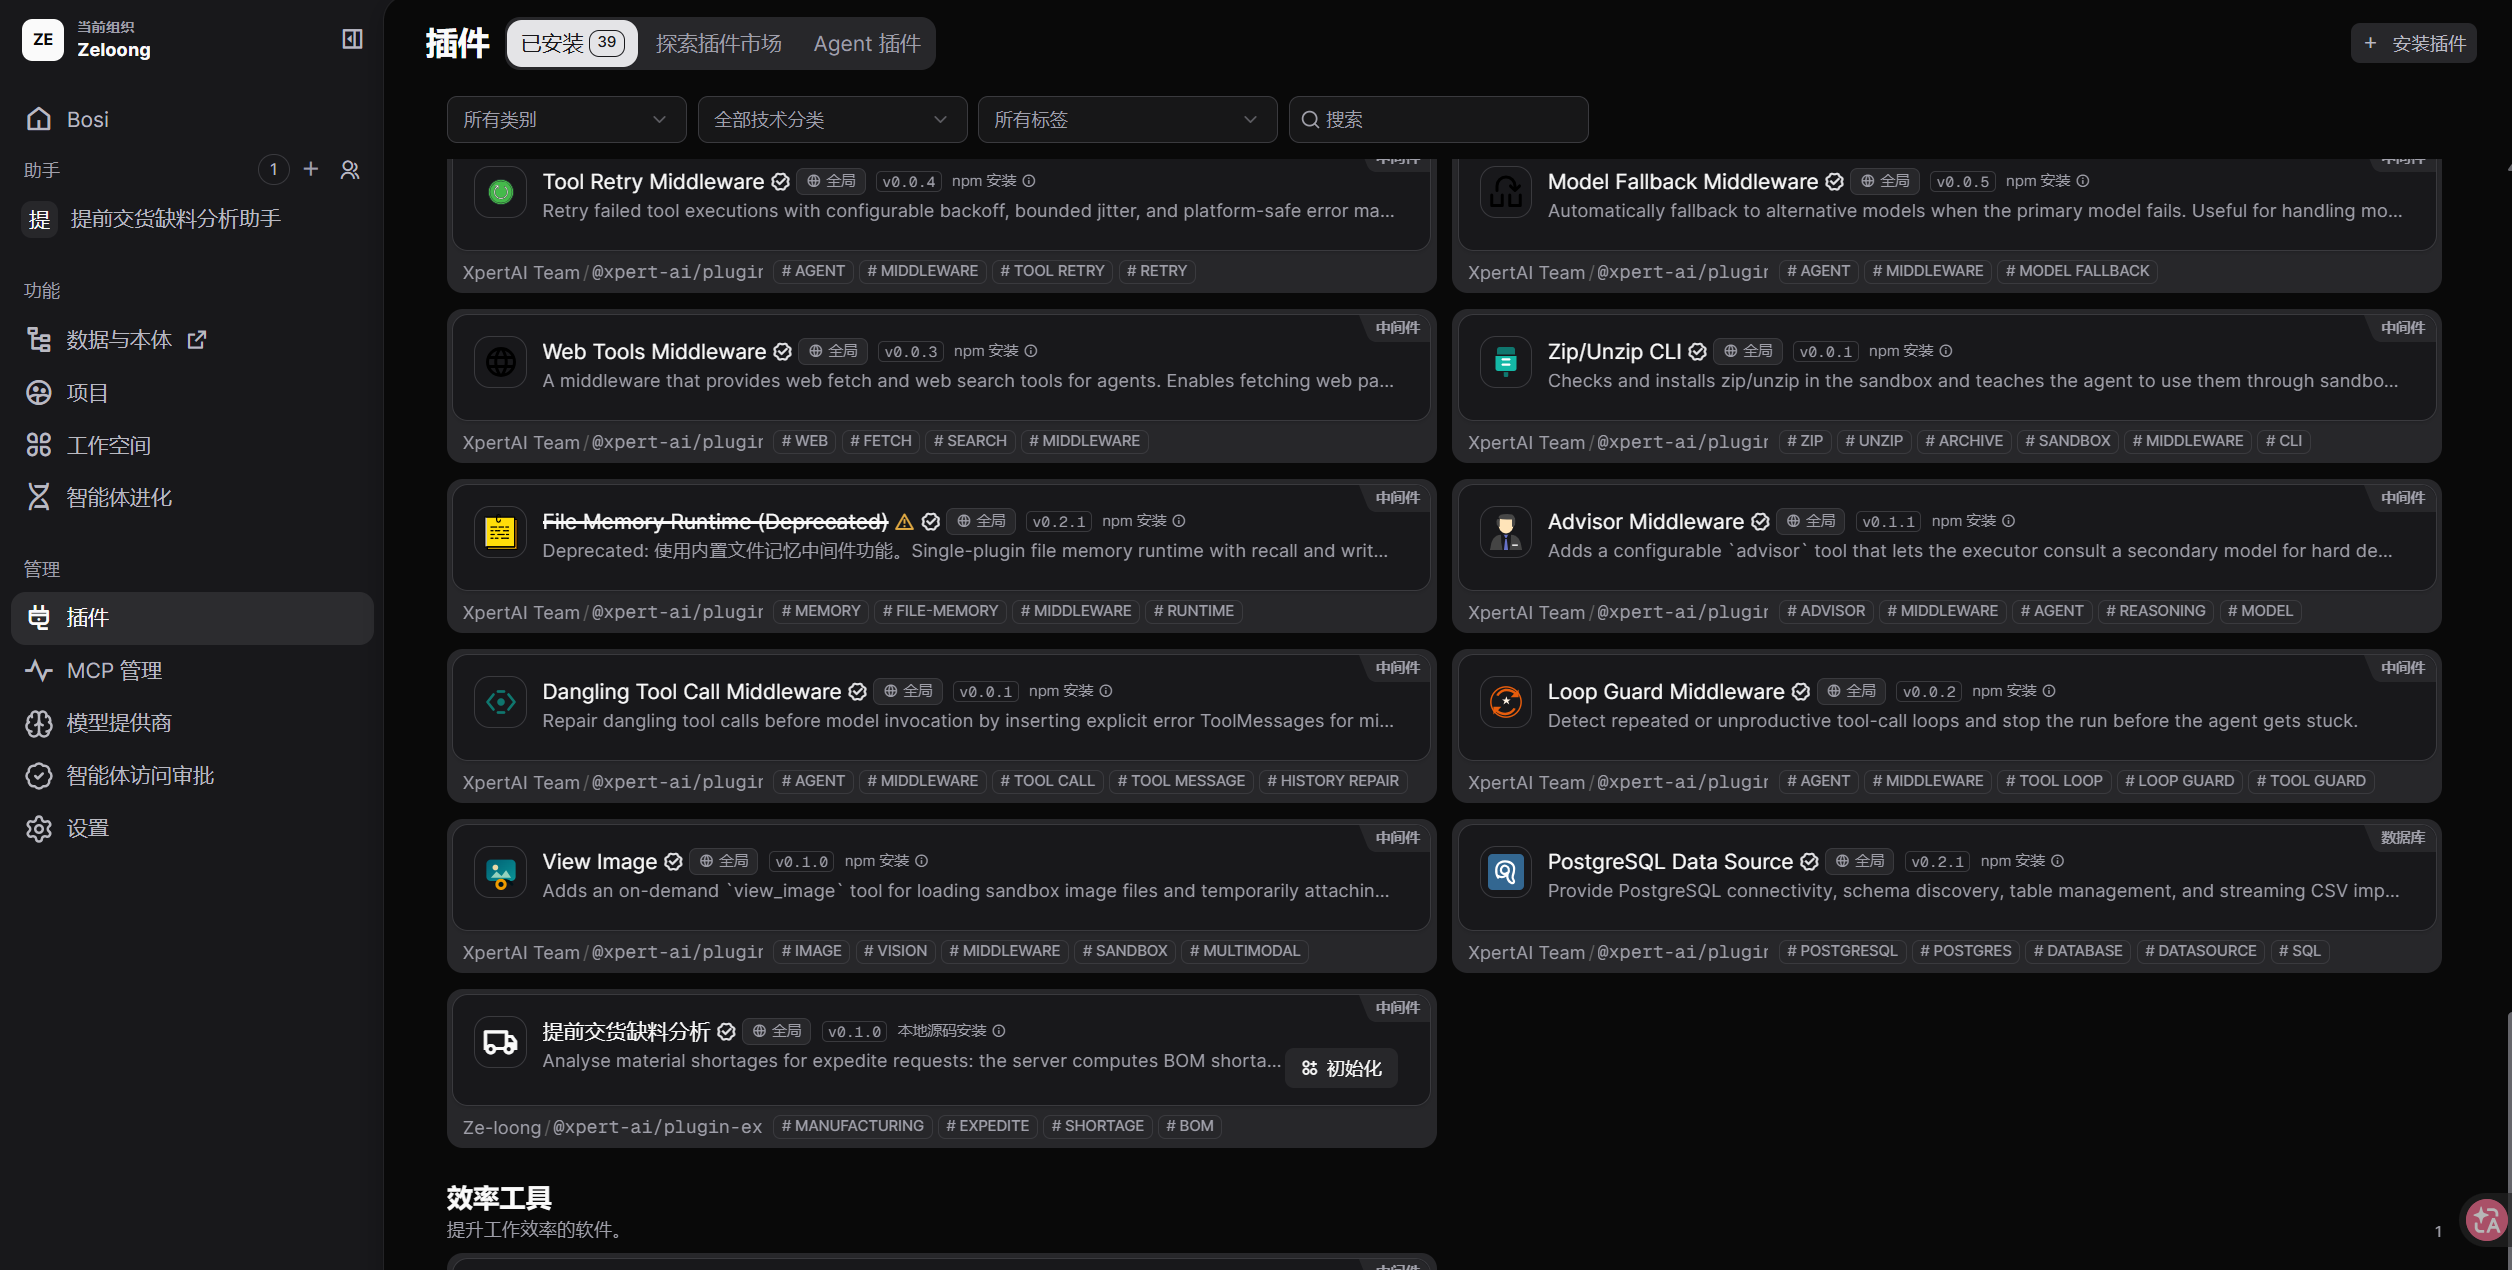 ZE
当前组织
Zeloong
Bosi
助手
1
提
提前交货缺料分析助手
功能
数据与本体
项目
工作空间
智能体进化
管理
插件
MCP 管理
模型提供商
智能体访问审批
设置
插件
已安装 39
探索插件市场
Agent 插件
+ 安装插件
所有类别
全部技术分类
所有标签
搜索
中间件
Tool Retry Middleware 全局 v0.0.4 npm 安装
Retry failed tool executions with configurable backoff, bounded jitter, and platform-safe error ma...
XpertAI Team/@xpert-ai/plugir # AGENT # MIDDLEWARE # TOOL RETRY # RETRY
中间件
Model Fallback Middleware 全局 v0.0.5 npm 安装
Automatically fallback to alternative models when the primary model fails. Useful for handling mo...
XpertAI Team/@xpert-ai/plugir # AGENT # MIDDLEWARE # MODEL FALLBACK
中间件
Web Tools Middleware 全局 v0.0.3 npm 安装
A middleware that provides web fetch and web search tools for agents. Enables fetching web pa...
XpertAI Team/@xpert-ai/plugir # WEB # FETCH # SEARCH # MIDDLEWARE
中间件
Zip/Unzip CLI 全局 v0.0.1 npm 安装
Checks and installs zip/unzip in the sandbox and teaches the agent to use them through sandbo...
XpertAI Team/@xpert-ai/plugir # ZIP # UNZIP # ARCHIVE # SANDBOX # MIDDLEWARE # CLI
中间件
File Memory Runtime (Deprecated) 全局 v0.2.1 npm 安装
Deprecated: 使用内置文件记忆中间件功能。Single-plugin file memory runtime with recall and writ...
XpertAI Team/@xpert-ai/plugir # MEMORY # FILE-MEMORY # MIDDLEWARE # RUNTIME
中间件
Advisor Middleware 全局 v0.1.1 npm 安装
Adds a configurable `advisor` tool that lets the executor consult a secondary model for hard de...
XpertAI Team/@xpert-ai/plugir # ADVISOR # MIDDLEWARE # AGENT # REASONING # MODEL
中间件
Dangling Tool Call Middleware 全局 v0.0.1 npm 安装
Repair dangling tool calls before model invocation by inserting explicit error ToolMessages for mi...
XpertAI Team/@xpert-ai/plugir # AGENT # MIDDLEWARE # TOOL CALL # TOOL MESSAGE # HISTORY REPAIR
中间件
Loop Guard Middleware 全局 v0.0.2 npm 安装
Detect repeated or unproductive tool-call loops and stop the run before the agent gets stuck.
XpertAI Team/@xpert-ai/plugir # AGENT # MIDDLEWARE # TOOL LOOP # LOOP GUARD # TOOL GUARD
中间件
View Image 全局 v0.1.0 npm 安装
Adds an on-demand `view_image` tool for loading sandbox image files and temporarily attachin...
XpertAI Team/@xpert-ai/plugir # IMAGE # VISION # MIDDLEWARE # SANDBOX # MULTIMODAL
数据库
PostgreSQL Data Source 全局 v0.2.1 npm 安装
Provide PostgreSQL connectivity, schema discovery, table management, and streaming CSV imp...
XpertAI Team/@xpert-ai/plugir # POSTGRESQL # POSTGRES # DATABASE # DATASOURCE # SQL
中间件
提前交货缺料分析 全局 v0.1.0 本地源码安装
Analyse material shortages for expedite requests: the server computes BOM shorta...
初始化
Ze-loong/@xpert-ai/plugin-ex # MANUFACTURING # EXPEDITE # SHORTAGE # BOM
效率工具
提升工作效率的软件。
1
中间件